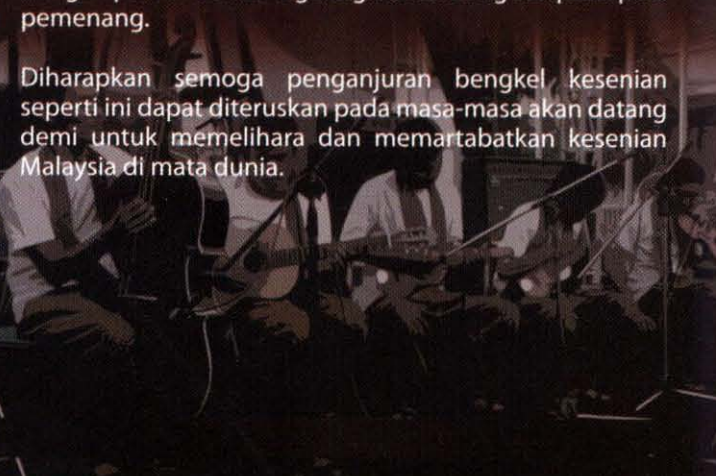 pemenang.
Diharapkan semoga penganjuran bengkel kesenian
seperti ini dapat diteruskan pada masa-masa akan datang
demi untuk memelihara dan memartabatkan kesenian
Malaysia di mata dunia.